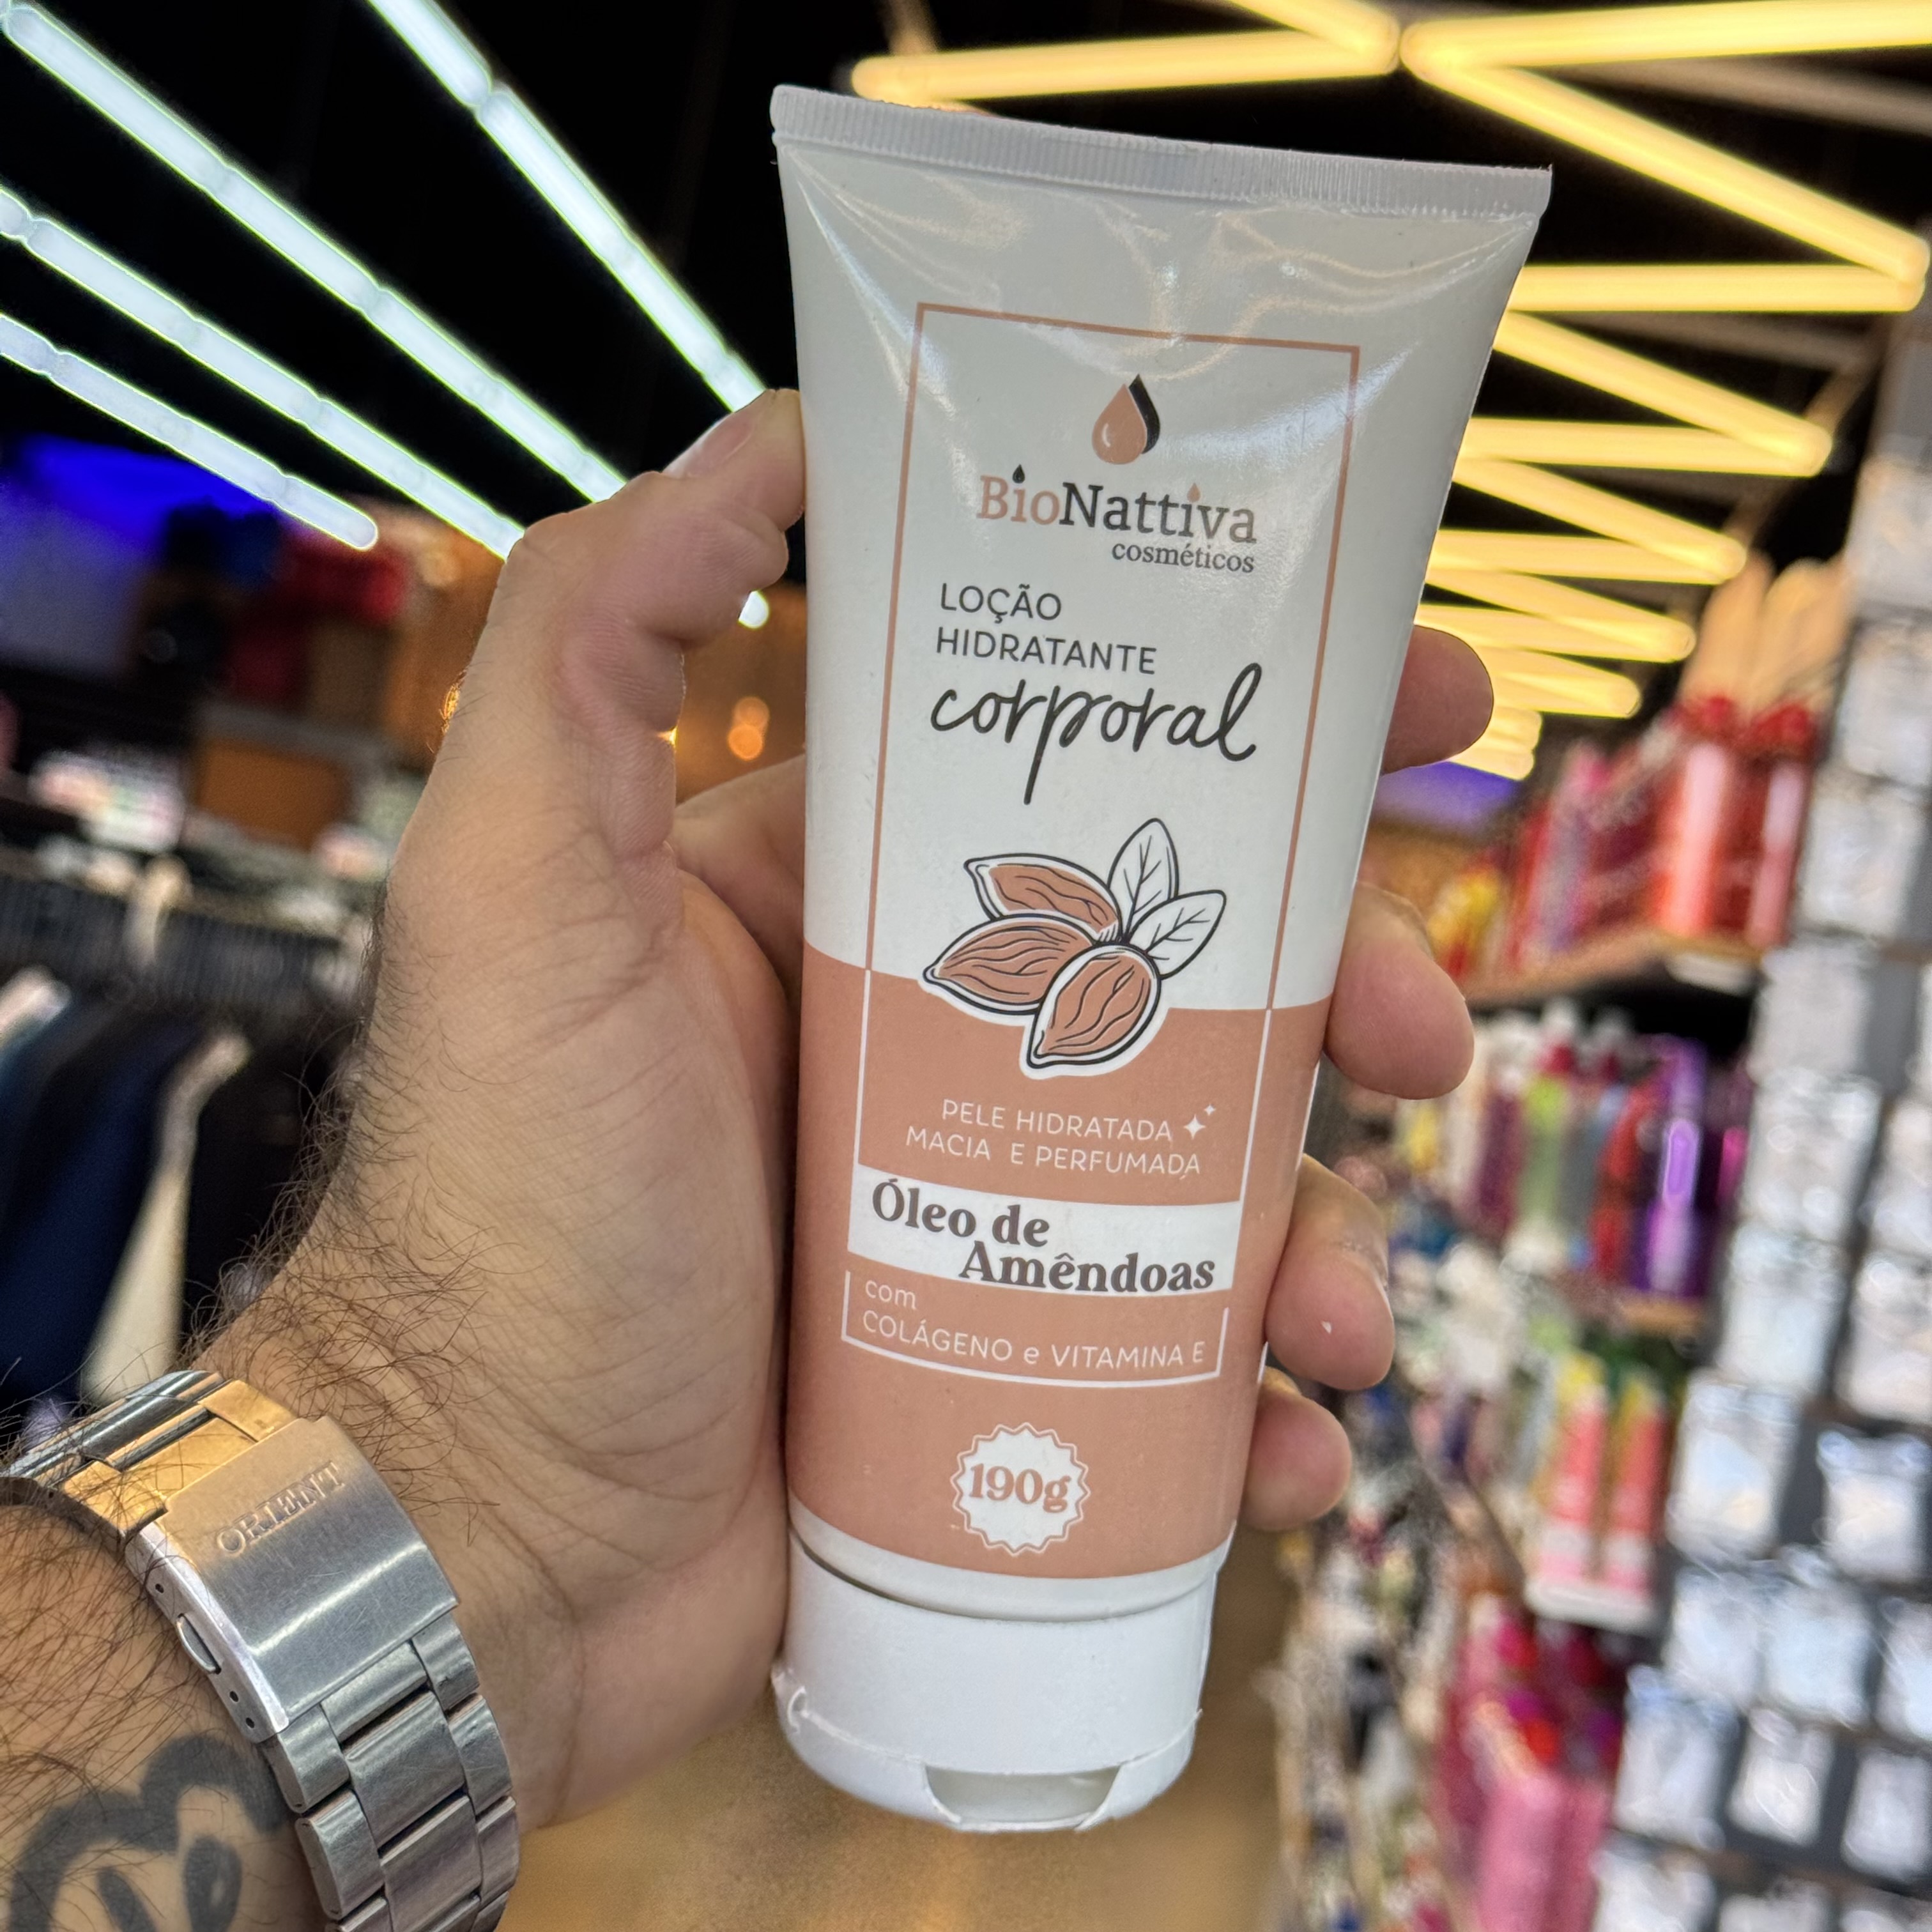 BioNattiva
cosméticos
LOÇÃO
HIDRATANTE
corporal
PELE HIDRATADA
MACIA E PERFUMADA
Óleo de
Amêndoas
com
COLÁGENO e VITAMINA E
190g
ORIENT